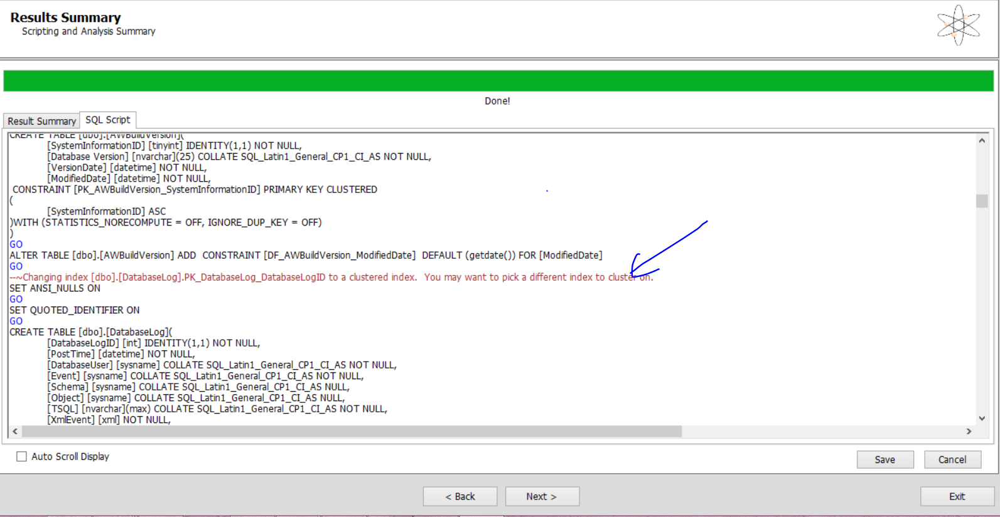 Results Summary
Scripting and Analysis Summary
Done!
Result Summary
SQL Script
CREATE TABLE [dbo].[AWBuildVersion](
[SystemInformationID] [tinyint] IDENTITY(1,1) NOT NULL,
[Database Version] [nvarchar](25) COLLATE SQL_Latin1_General_CP1_CI_AS NOT NULL,
[VersionDate] [datetime] NOT NULL,
[ModifiedDate] [datetime] NOT NULL,
CONSTRAINT [PK_AWBuildVersion_SystemInformationID] PRIMARY KEY CLUSTERED
(
[SystemInformationID] ASC
)WITH (STATISTICS_NORECOMPUTE = OFF, IGNORE_DUP_KEY = OFF)
)
GO
ALTER TABLE [dbo].[AWBuildVersion] ADD  CONSTRAINT [DF_AWBuildVersion_ModifiedDate]  DEFAULT (getdate()) FOR [ModifiedDate]
GO
--~Changing index [dbo].[DatabaseLog].PK_DatabaseLog_DatabaseLogID to a clustered index.  You may want to pick a different index to cluster on.
SET ANSI_NULLS ON
GO
SET QUOTED_IDENTIFIER ON
GO
CREATE TABLE [dbo].[DatabaseLog](
[DatabaseLogID] [int] IDENTITY(1,1) NOT NULL,
[PostTime] [datetime] NOT NULL,
[DatabaseUser] [sysname] COLLATE SQL_Latin1_General_CP1_CI_AS NOT NULL,
[Event] [sysname] COLLATE SQL_Latin1_General_CP1_CI_AS NOT NULL,
[Schema] [sysname] COLLATE SQL_Latin1_General_CP1_CI_AS NULL,
[Object] [sysname] COLLATE SQL_Latin1_General_CP1_CI_AS NULL,
[TSQL] [nvarchar](max) COLLATE SQL_Latin1_General_CP1_CI_AS NOT NULL,
[XmlEvent] [xml] NOT NULL,
Auto Scroll Display
Save
Cancel
< Back
Next >
Exit